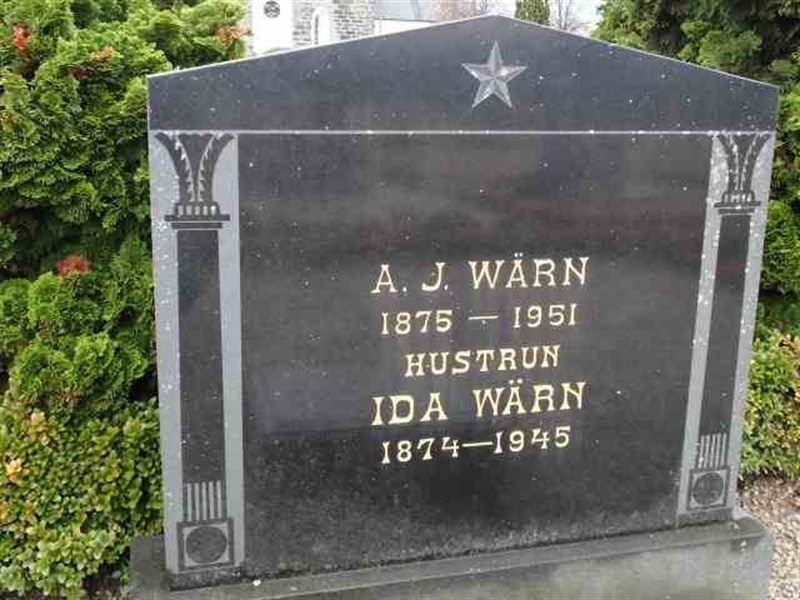 A. J. WÄRN
1875 — 1951
HUSTRUN
IDA WÄRN
1874—1945